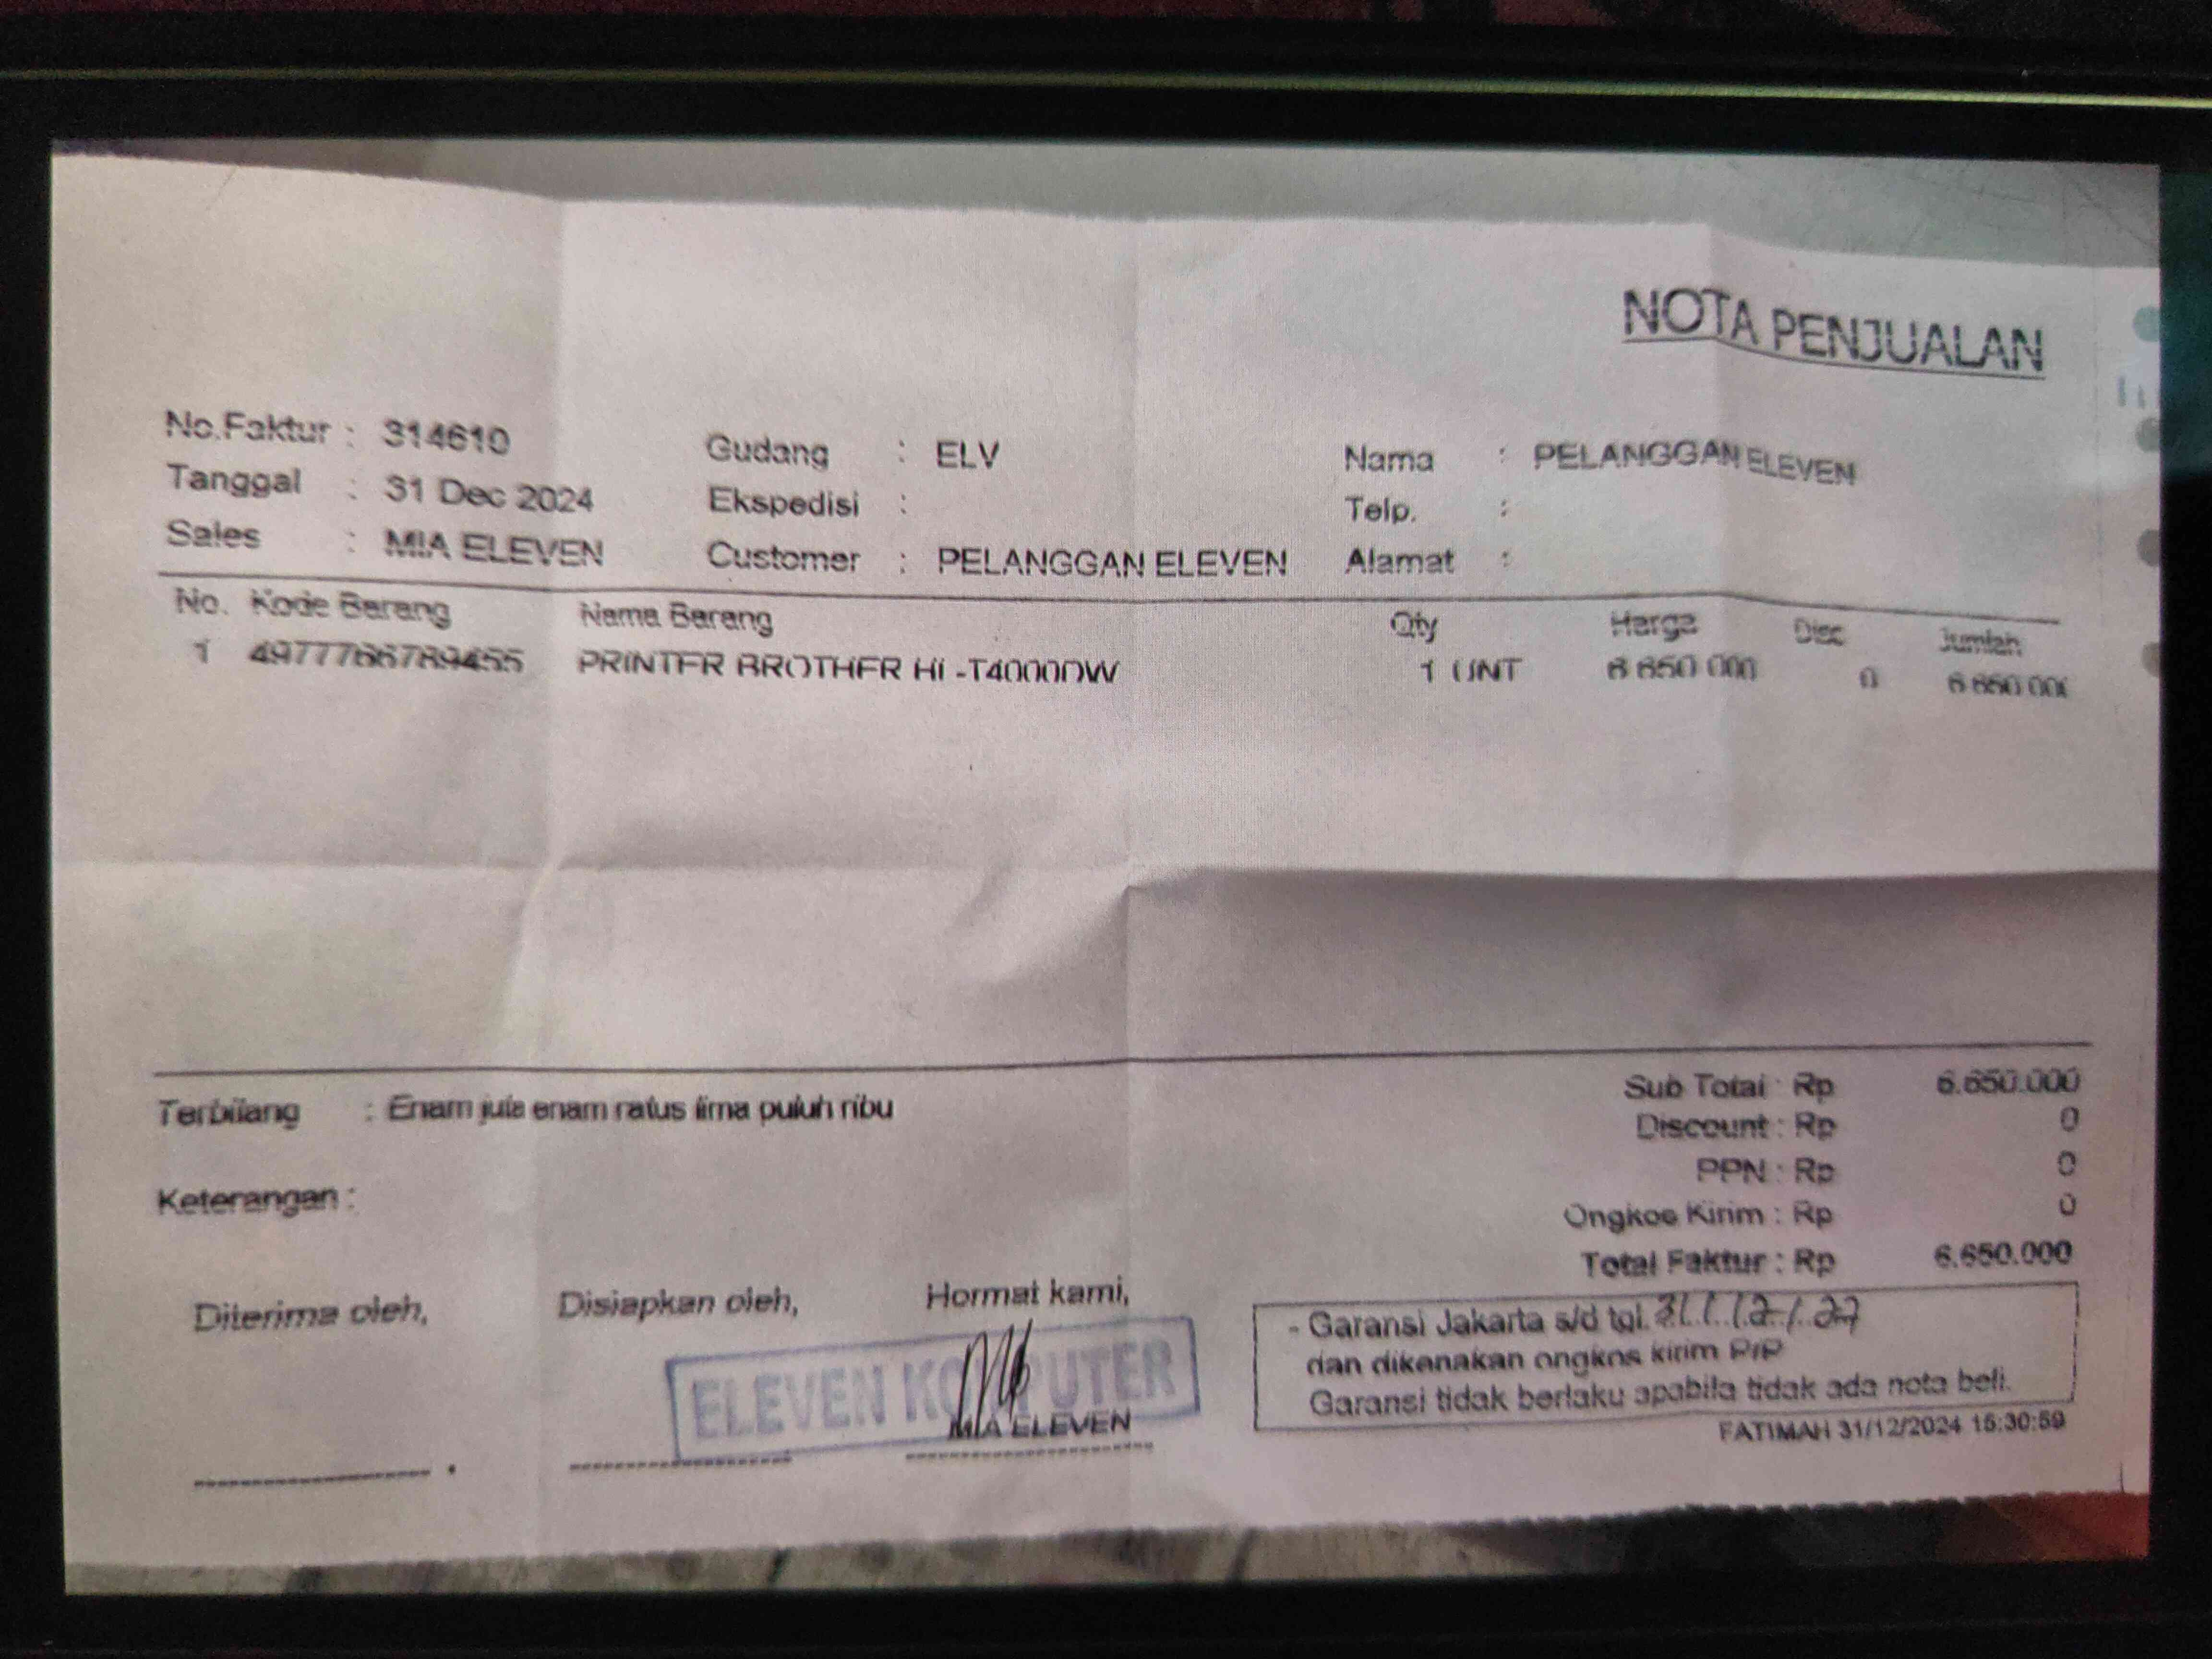 NOTA PENJUALAN
No.Faktur : 314610 Gudang : ELV Nama : PELANGGAN ELEVEN
Tanggal : 31 Dec 2024 Ekspedisi : Telp. :
Sales : MIA ELEVEN Customer : PELANGGAN ELEVEN Alamat :
No. Kode Barang Nama Barang Qty Harga Disc Jumlah
1 4977766789455 PRINTER BROTHER HL-T4000DW 1 UNT 6.650.000 0 6.650.000
Terbilang : Enam juta enam ratus lima puluh ribu
Sub Total : Rp 6.650.000
Discount : Rp 0
PPN : Rp 0
Keterangan :
Ongkos Kirim : Rp 0
Total Faktur : Rp 6.650.000
Diterima oleh, Disiapkan oleh, Hormat kami,
ELEVEN KOMPUTER
MIA ELEVEN
- Garansi Jakarta s/d tgl. 31/12/27
dan dikenakan ongkos kirim P/P
Garansi tidak berlaku apabila tidak ada nota beli.
FATIMAH 31/12/2024 15:30:59